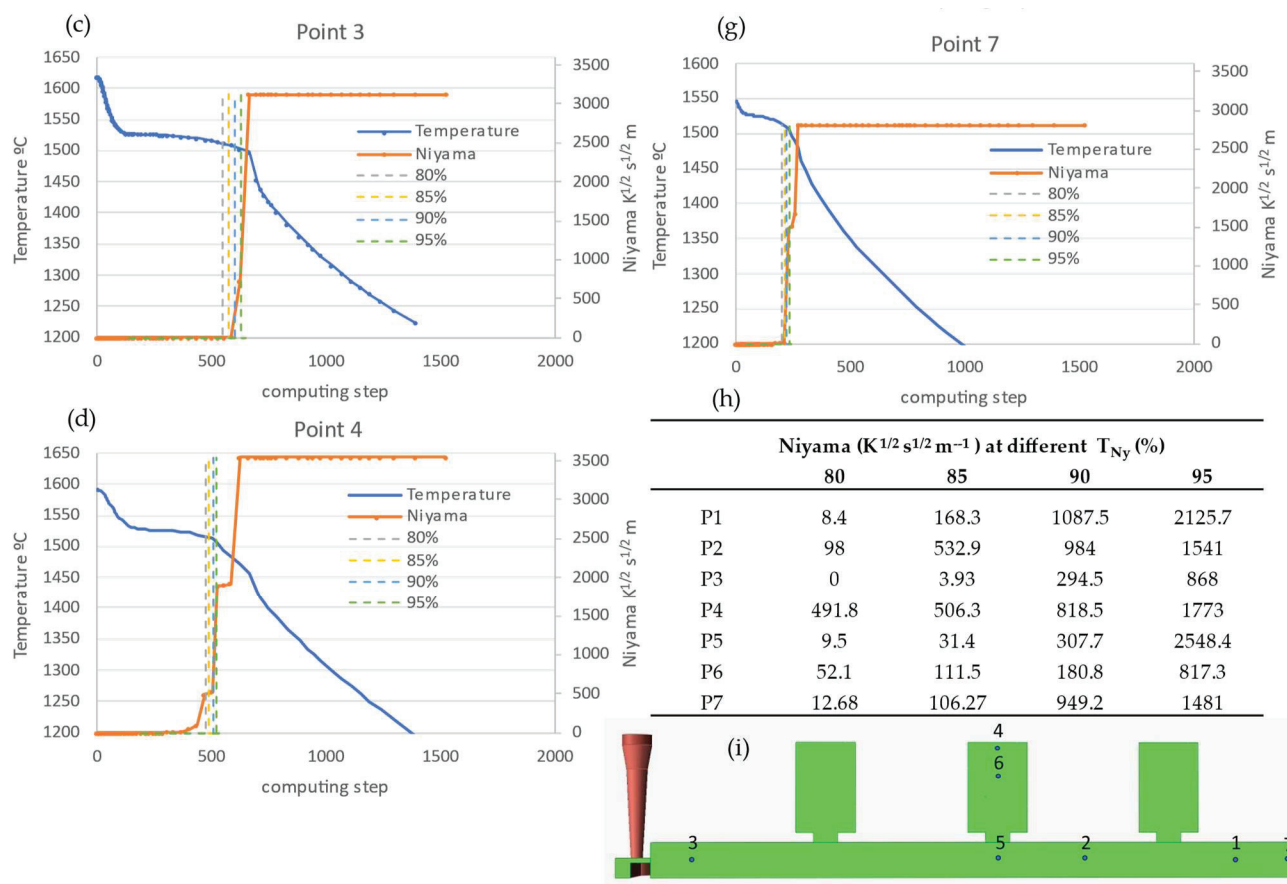 (c)
Point 3
1650
1600
1550
1500
1450
1400
1350
1300
1250
1200
Temperature ºC
3500
3000
2500
2000
1500
1000
500
0
Niyama K1/2 s1/2 m
Temperature
Niyama
80%
85%
90%
95%
0 500 1000 1500 2000
computing step
(d)
Point 4
1650
1600
1550
1500
1450
1400
1350
1300
1250
1200
Temperature ºC
3500
3000
2500
2000
1500
1000
500
0
Niyama K1/2 s1/2 m
Temperature
Niyama
80%
85%
90%
95%
0 500 1000 1500 2000
computing step
(g)
Point 7
1600
1550
1500
1450
1400
1350
1300
1250
1200
Temperature ºC
3500
3000
2500
2000
1500
1000
500
0
Niyama K1/2 s1/2 m
Temperature
Niyama
80%
85%
90%
95%
0 500 1000 1500 2000
computing step
(h)
Niyama (K1/2 s1/2 m−1 ) at different TNy (%)
80 85 90 95
P1 8.4 168.3 1087.5 2125.7
P2 98 532.9 984 1541
P3 0 3.93 294.5 868
P4 491.8 506.3 818.5 1773
P5 9.5 31.4 307.7 2548.4
P6 52.1 111.5 180.8 817.3
P7 12.68 106.27 949.2 1481
(i)
4
6
3 5 2 1